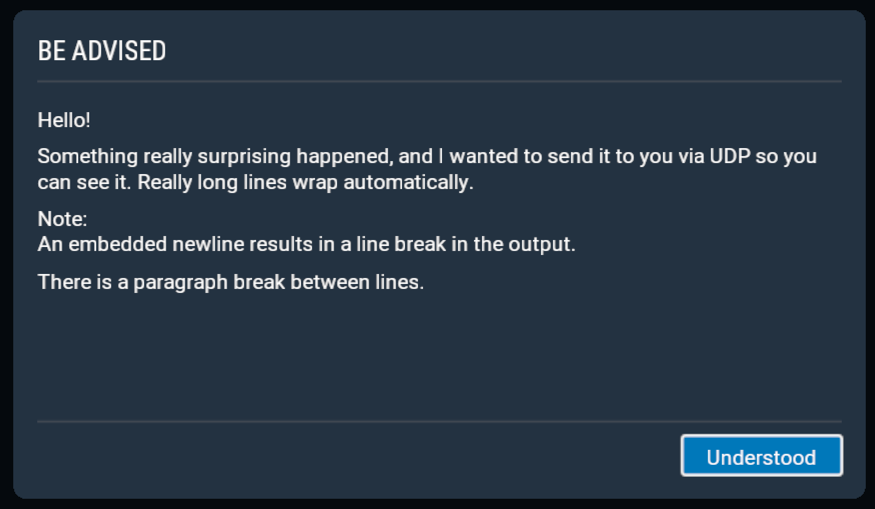 BE ADVISED
Hello!
Something really surprising happened, and I wanted to send it to you via UDP so you
can see it. Really long lines wrap automatically.
Note:
An embedded newline results in a line break in the output.
There is a paragraph break between lines.
Understood